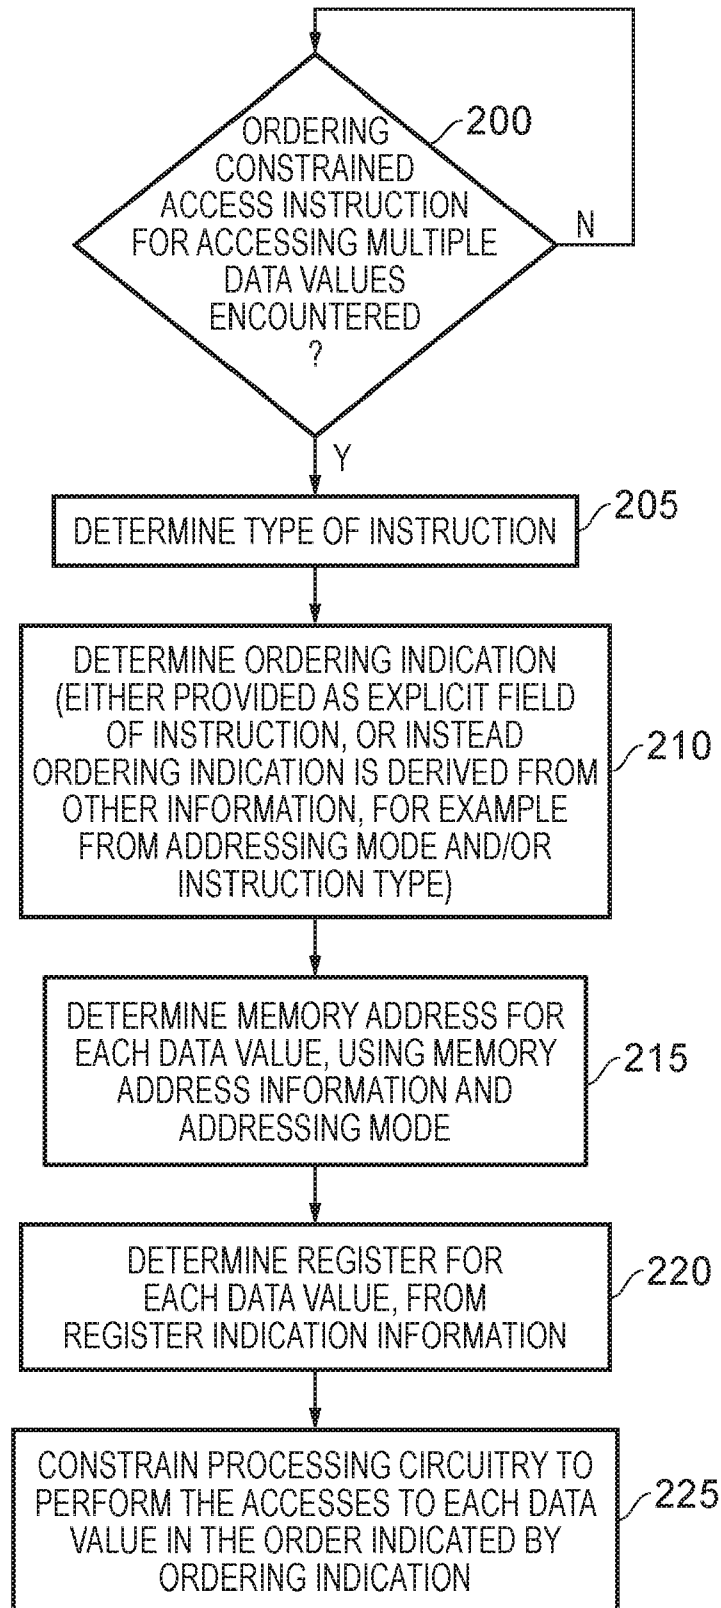 200
ORDERING
CONSTRAINED
ACCESS INSTRUCTION
FOR ACCESSING MULTIPLE
DATA VALUES
ENCOUNTERED
?
N
Y
205
DETERMINE TYPE OF INSTRUCTION
DETERMINE ORDERING INDICATION
(EITHER PROVIDED AS EXPLICIT FIELD
OF INSTRUCTION, OR INSTEAD
ORDERING INDICATION IS DERIVED FROM
OTHER INFORMATION, FOR EXAMPLE
FROM ADDRESSING MODE AND/OR
INSTRUCTION TYPE)
210
DETERMINE MEMORY ADDRESS FOR
EACH DATA VALUE, USING MEMORY
ADDRESS INFORMATION AND
ADDRESSING MODE
215
DETERMINE REGISTER FOR
EACH DATA VALUE, FROM
REGISTER INDICATION INFORMATION
220
CONSTRAIN PROCESSING CIRCUITRY TO
PERFORM THE ACCESSES TO EACH DATA
VALUE IN THE ORDER INDICATED BY
ORDERING INDICATION
225